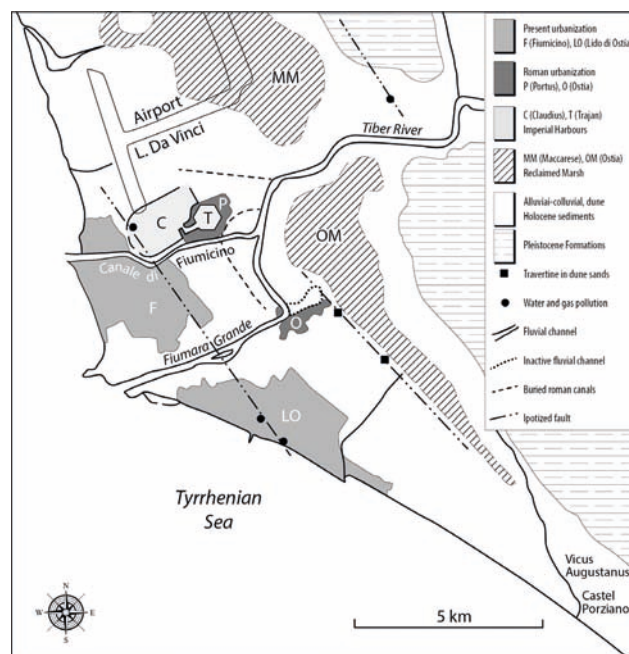 MM
Airport
L. Da Vinci
Tiber River
P
C
T
OM
Canale di
Fiumicino
F
O
Fiumara Grande
LO
Tyrrhenian
Sea
Vicus
Augustanus
Castel
Porziano
5 km
N
W
E
S
Present urbanization
F (Fiumicino), LO (Lido di Ostia
Roman urbanization
P (Portus), O (Ostia)
C (Claudius), T (Trajan)
Imperial Harbours
MM (Maccarese), OM (Ostia)
Reclaimed Marsh
Alluviai-colluvial, dune
Holocene sediments
Pleistocene Formations
Travertine in dune sands
Water and gas pollution
Fluvial channel
Inactive fluvial channel
Buried roman canals
Ipotized fault